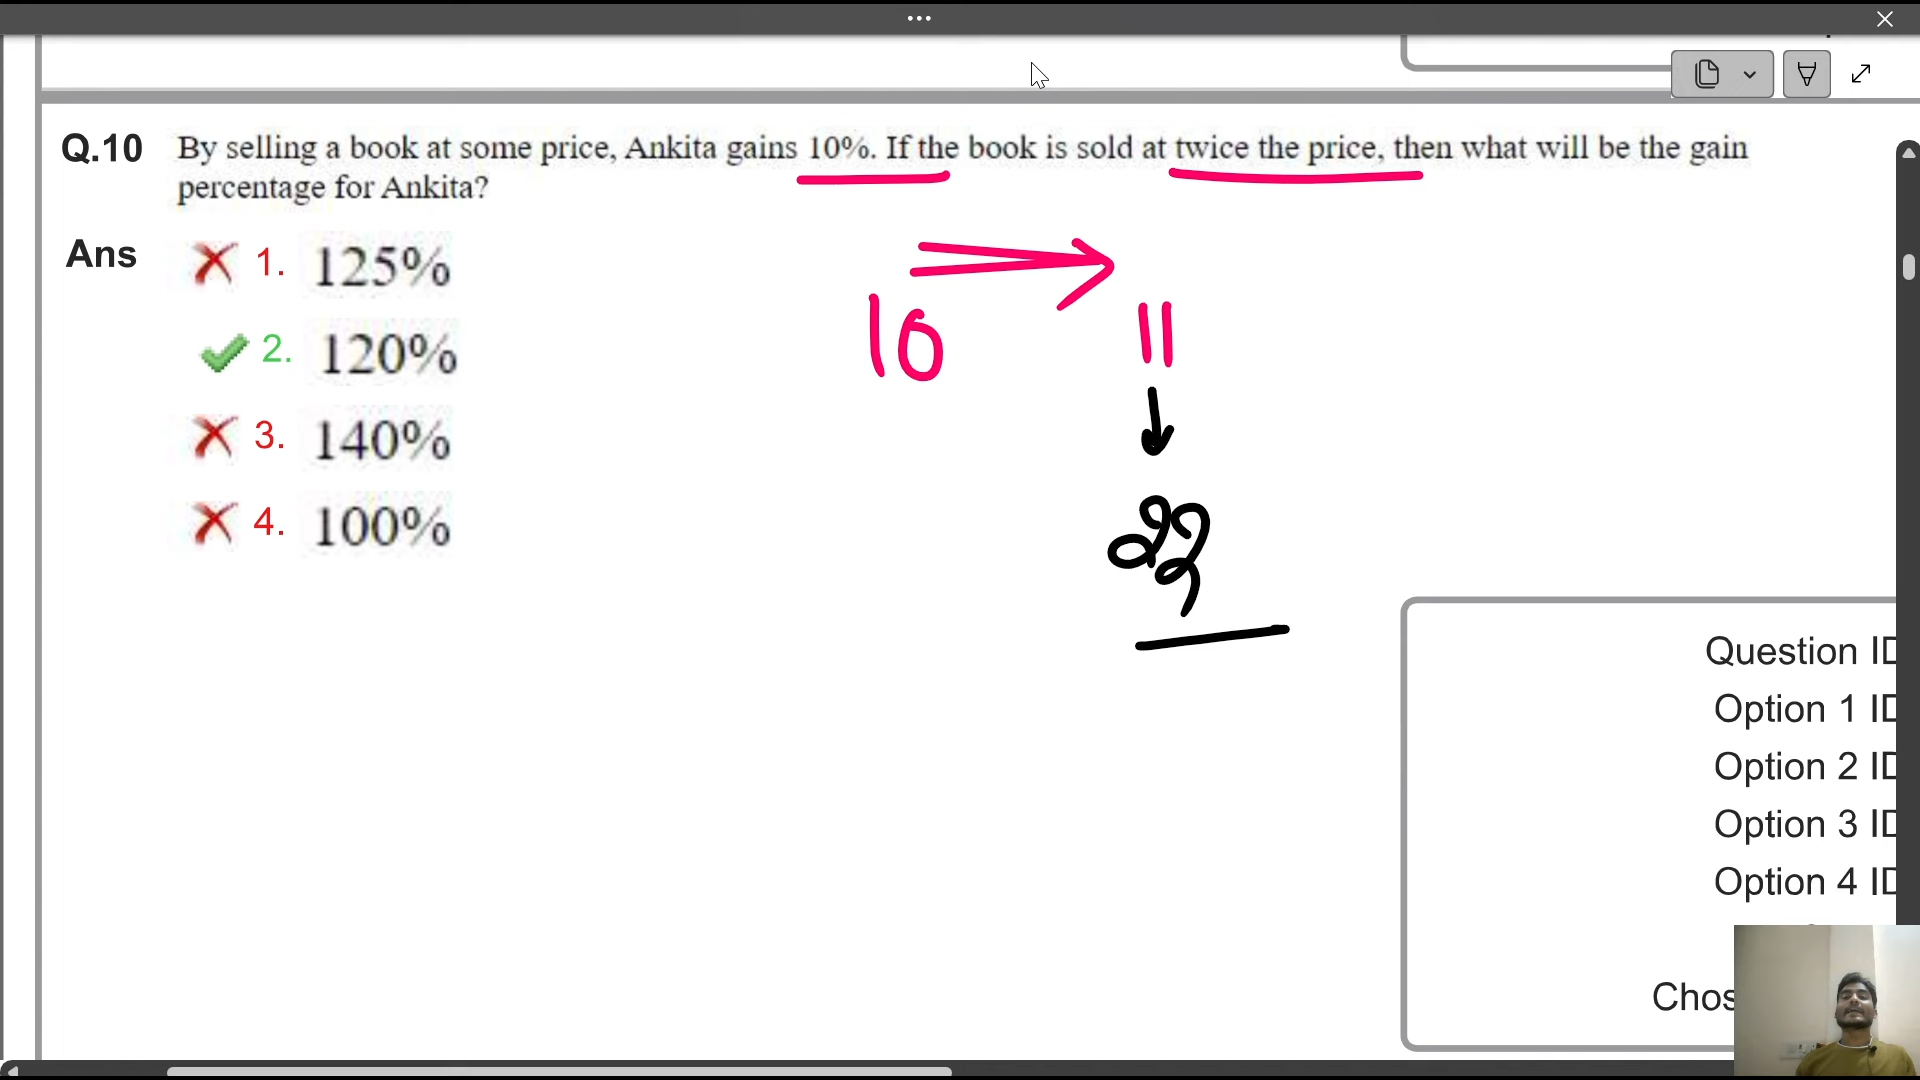 Q.10 By selling a book at some price, Ankita gains 10%. If the book is sold at twice the price, then what will be the gain
percentage for Ankita?
Ans 1. 125%
2. 120%
3. 140%
4. 100%
10 11
22
Question ID
Option 1 ID
Option 2 ID
Option 3 ID
Option 4 ID
Chos